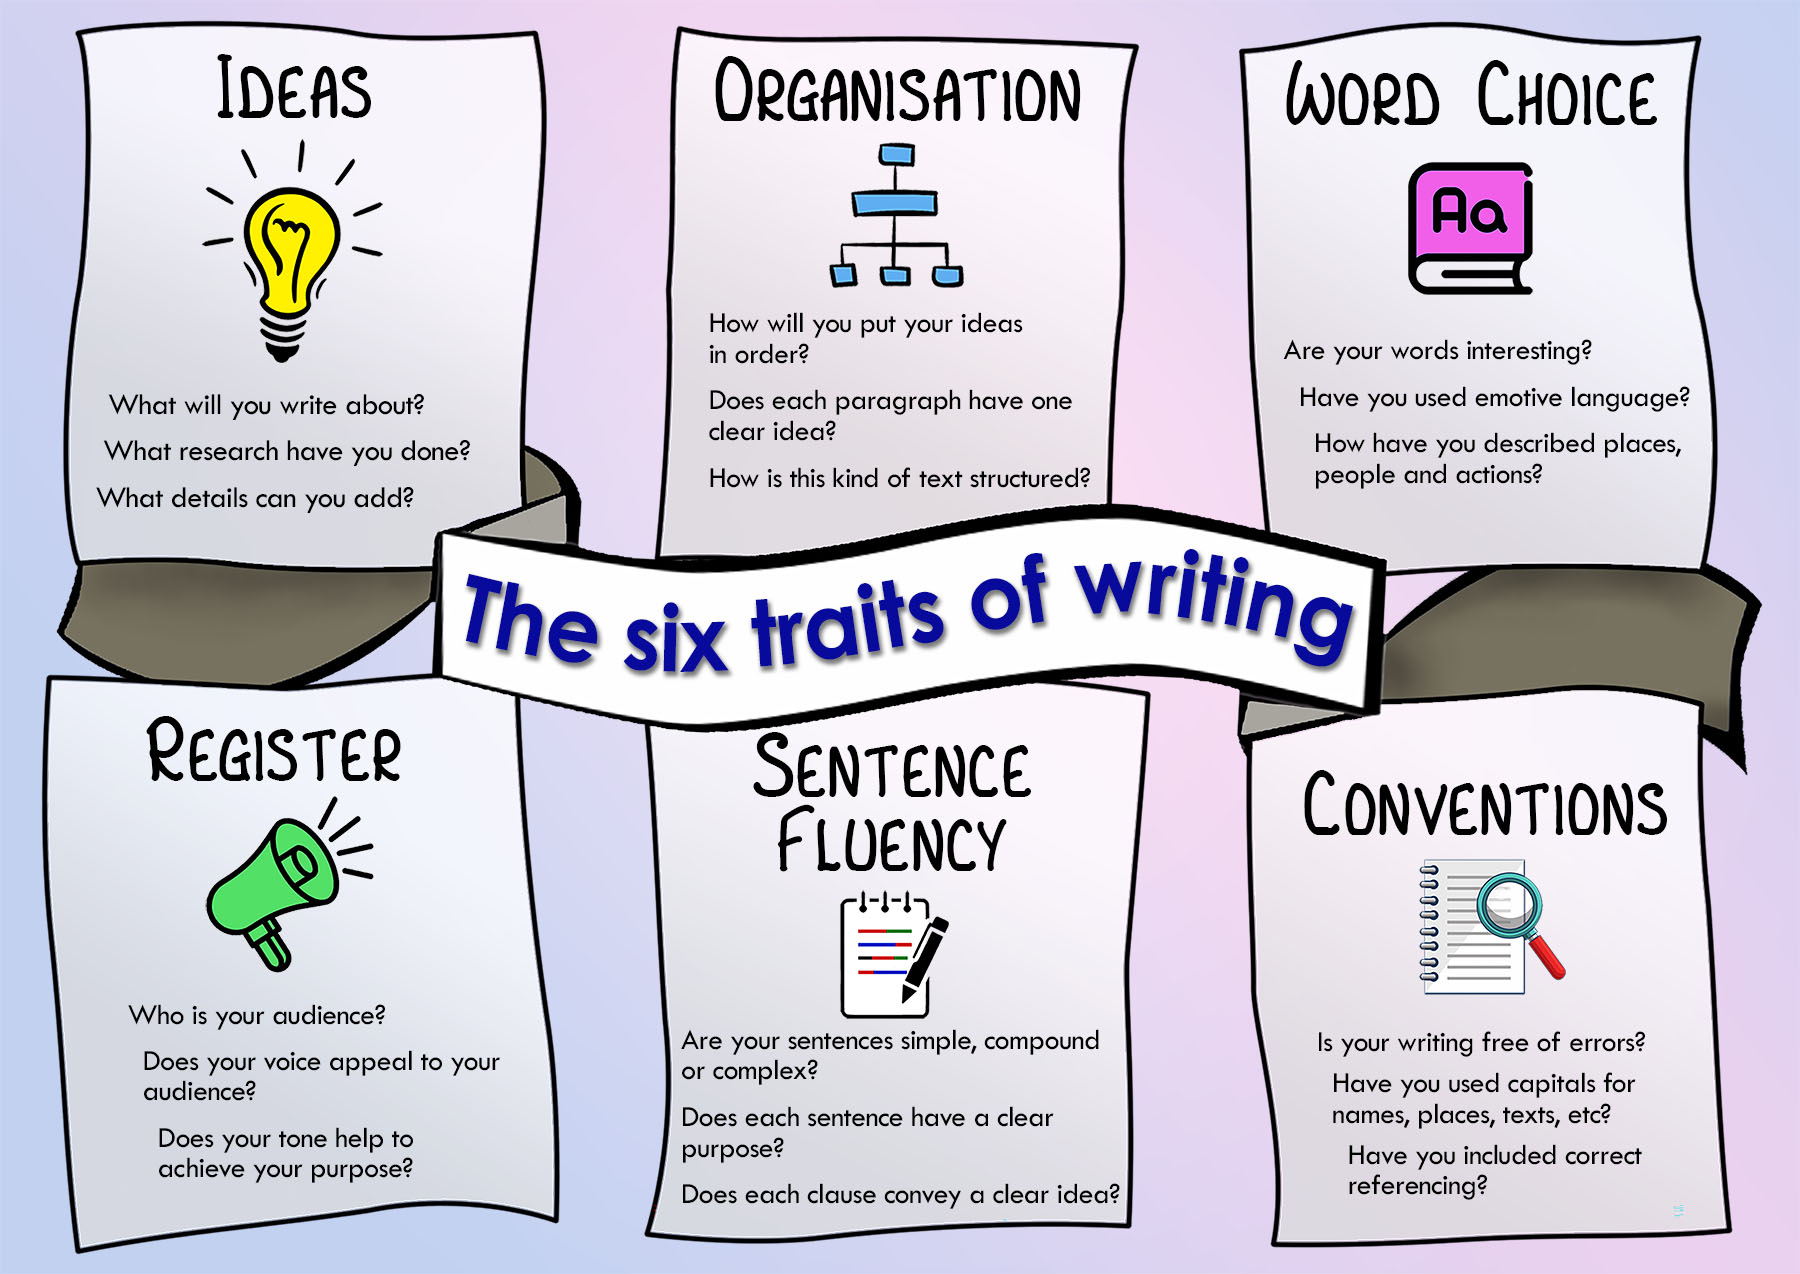 IDEAS
What will you write about?
What research have you done?
What details can you add?
ORGANISATION
How will you put your ideas
in order?
Does each paragraph have one
clear idea?
How is this kind of text structured?
WORD CHOICE
Aa
Are your words interesting?
Have you used emotive language?
How have you described places,
people and actions?
The six traits of writing
REGISTER
Who is your audience?
Does your voice appeal to your
audience?
Does your tone help to
achieve your purpose?
SENTENCE
FLUENCY
Are your sentences simple, compound
or complex?
Does each sentence have a clear
purpose?
Does each clause convey a clear idea?
CONVENTIONS
Is your writing free of errors?
Have you used capitals for
names, places, texts, etc?
Have you included correct
referencing?